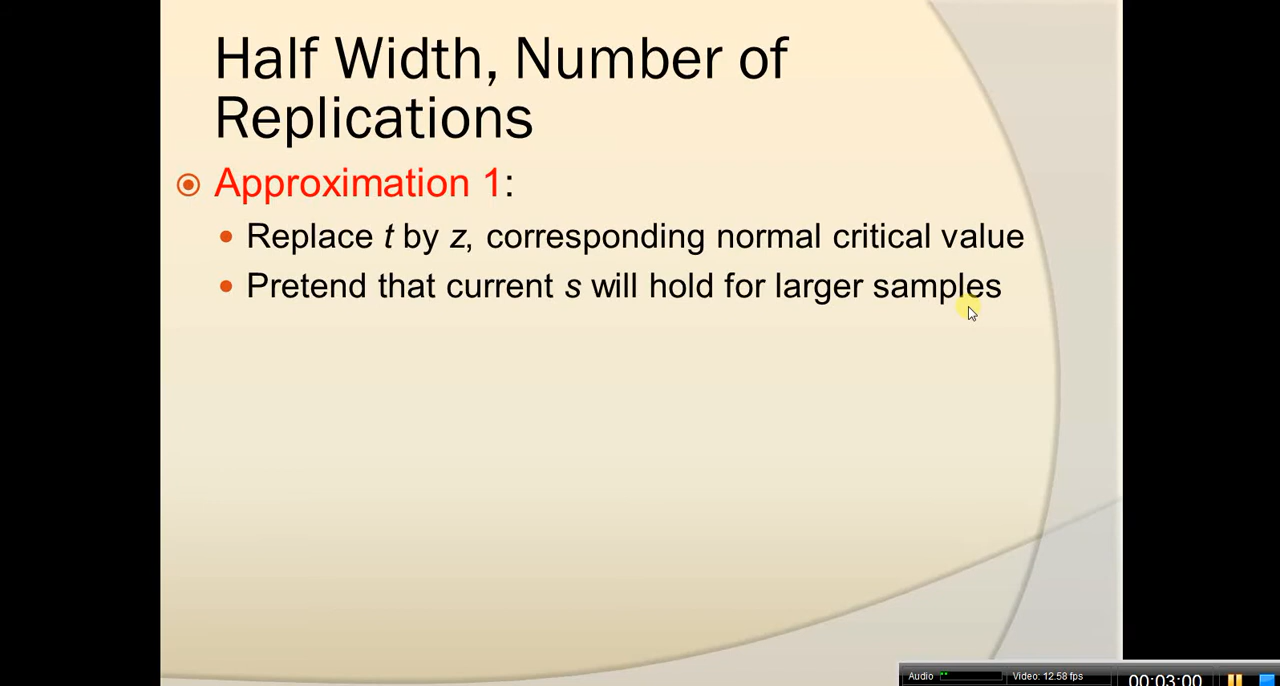 Half Width, Number of
Replications
Approximation 1:
Replace t by z, corresponding normal critical value
Pretend that current s will hold for larger samples
Audio
Video: 12.58 fps
00:03:00